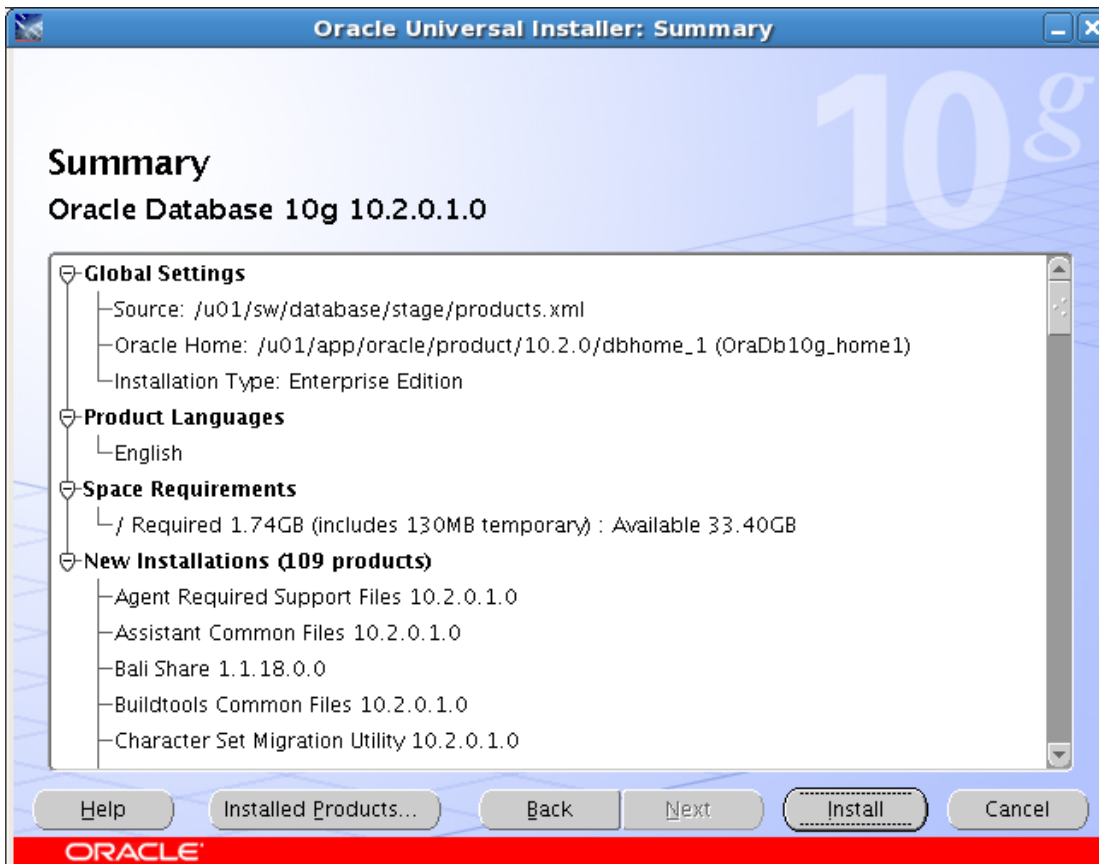 Oracle Universal Installer: Summary
10g
Summary
Oracle Database 10g 10.2.0.1.0
Global Settings
Source: /u01/sw/database/stage/products.xml
Oracle Home: /u01/app/oracle/product/10.2.0/dbhome_1 (OraDb10g_home1)
Installation Type: Enterprise Edition
Product Languages
English
Space Requirements
/ Required 1.74GB (includes 130MB temporary) : Available 33.40GB
New Installations (109 products)
Agent Required Support Files 10.2.0.1.0
Assistant Common Files 10.2.0.1.0
Bali Share 1.1.18.0.0
Buildtools Common Files 10.2.0.1.0
Character Set Migration Utility 10.2.0.1.0
Help Installed Products... Back Next Install Cancel
ORACLE